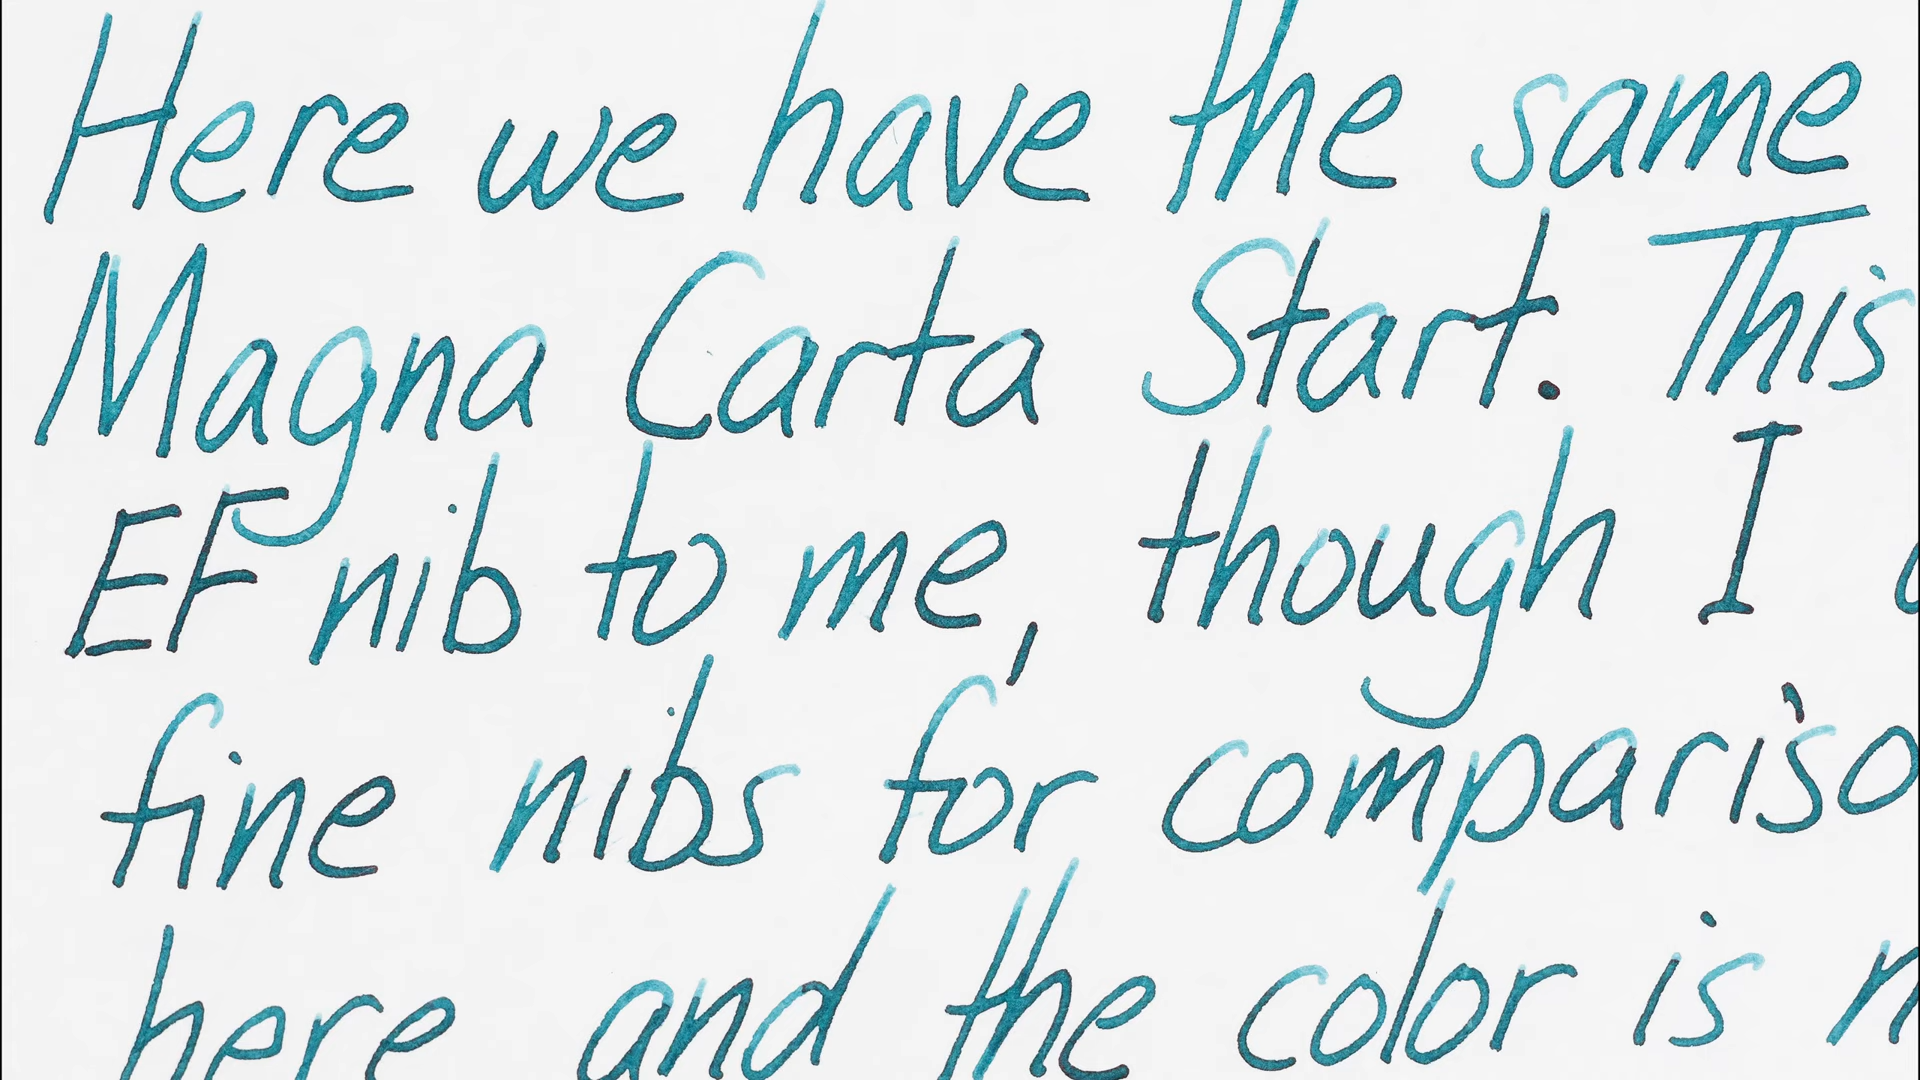 Here we have the same
Magna Carta Start. This
EF nib to me, though I
fine nibs for compariso
here and the color is